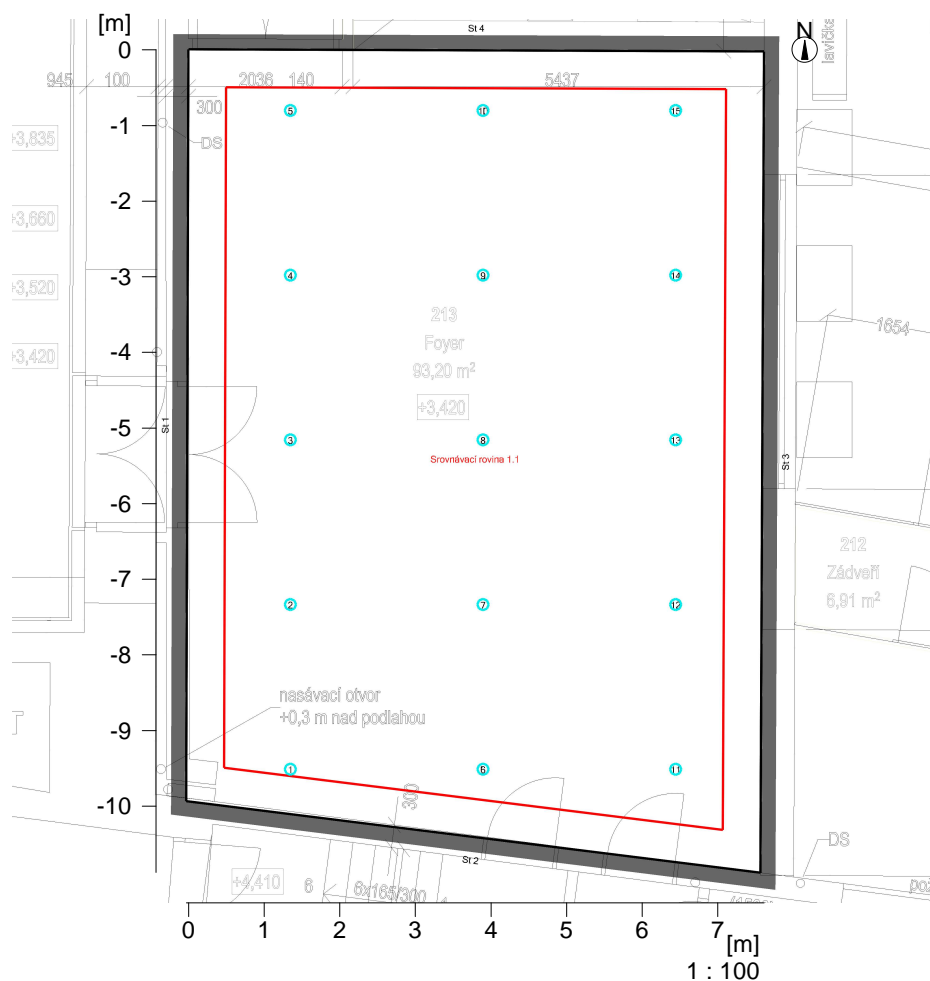 [m]
St 4
N
lavička
0
945 100 2036 140 5437
300
-1
DS
+3,835
5 10 15
-2
+3,660
-3
4 9 14
+3,520
213
Foyer
93,20 m²
+3,420
1654
-4
+3,420
-5
St 1
3 8 13
Srovnávací rovina 1.1
St 3
-6
212
Zádveří
6,91 m²
-7
2 7 12
-8
nasávací otvor
+0,3 m nad podlahou
-9
1 6 11
300
-10
DS
St 2
+4,410
6
6x165/300
0 1 2 3 4 5 6 7
[m]
1 : 100